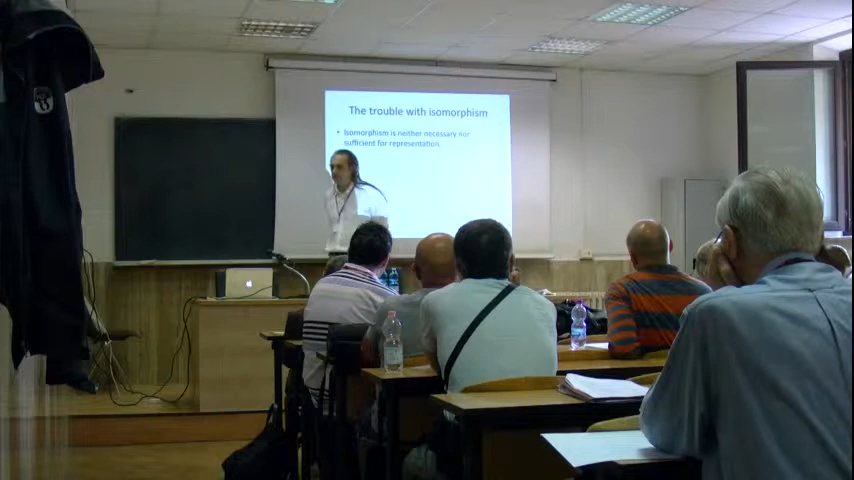 The trouble with isomorphism
• Isomorphism is neither necessary nor
sufficient for representation.